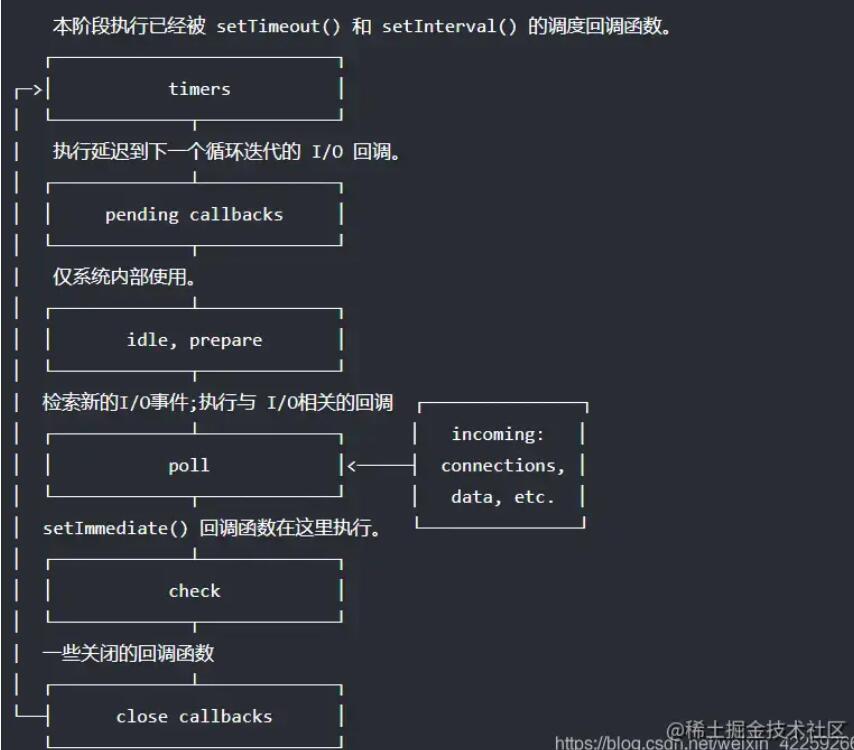 本阶段执行已经被 setTimeout() 和 setInterval() 的调度回调函数。
timers
执行延迟到下一个循环迭代的 I/O 回调。
pending callbacks
仅系统内部使用。
idle, prepare
检索新的I/O事件;执行与 I/O相关的回调
incoming:
poll
connections,
data, etc.
setImmediate() 回调函数在这里执行。
check
一些关闭的回调函数
close callbacks
@稀土掘金技术社区
https://blog.csdn.net/weixin_42259266